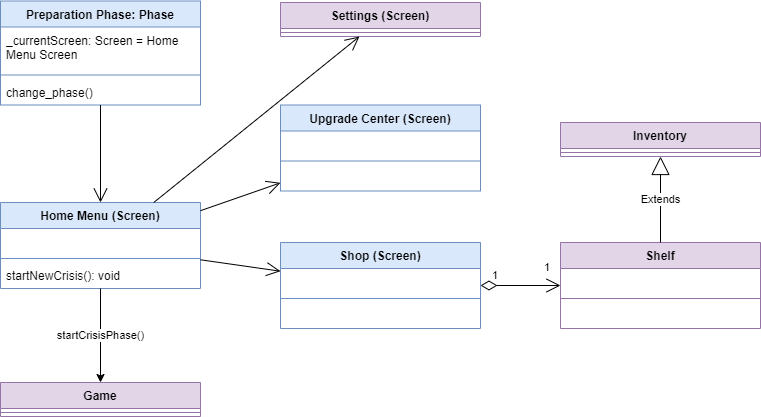 Preparation Phase: Phase
_currentScreen: Screen = Home
Menu Screen
change_phase()
Settings (Screen)
Upgrade Center (Screen)
Inventory
Extends
Home Menu (Screen)
startNewCrisis(): void
Shop (Screen)
1
1
Shelf
startCrisisPhase()
Game